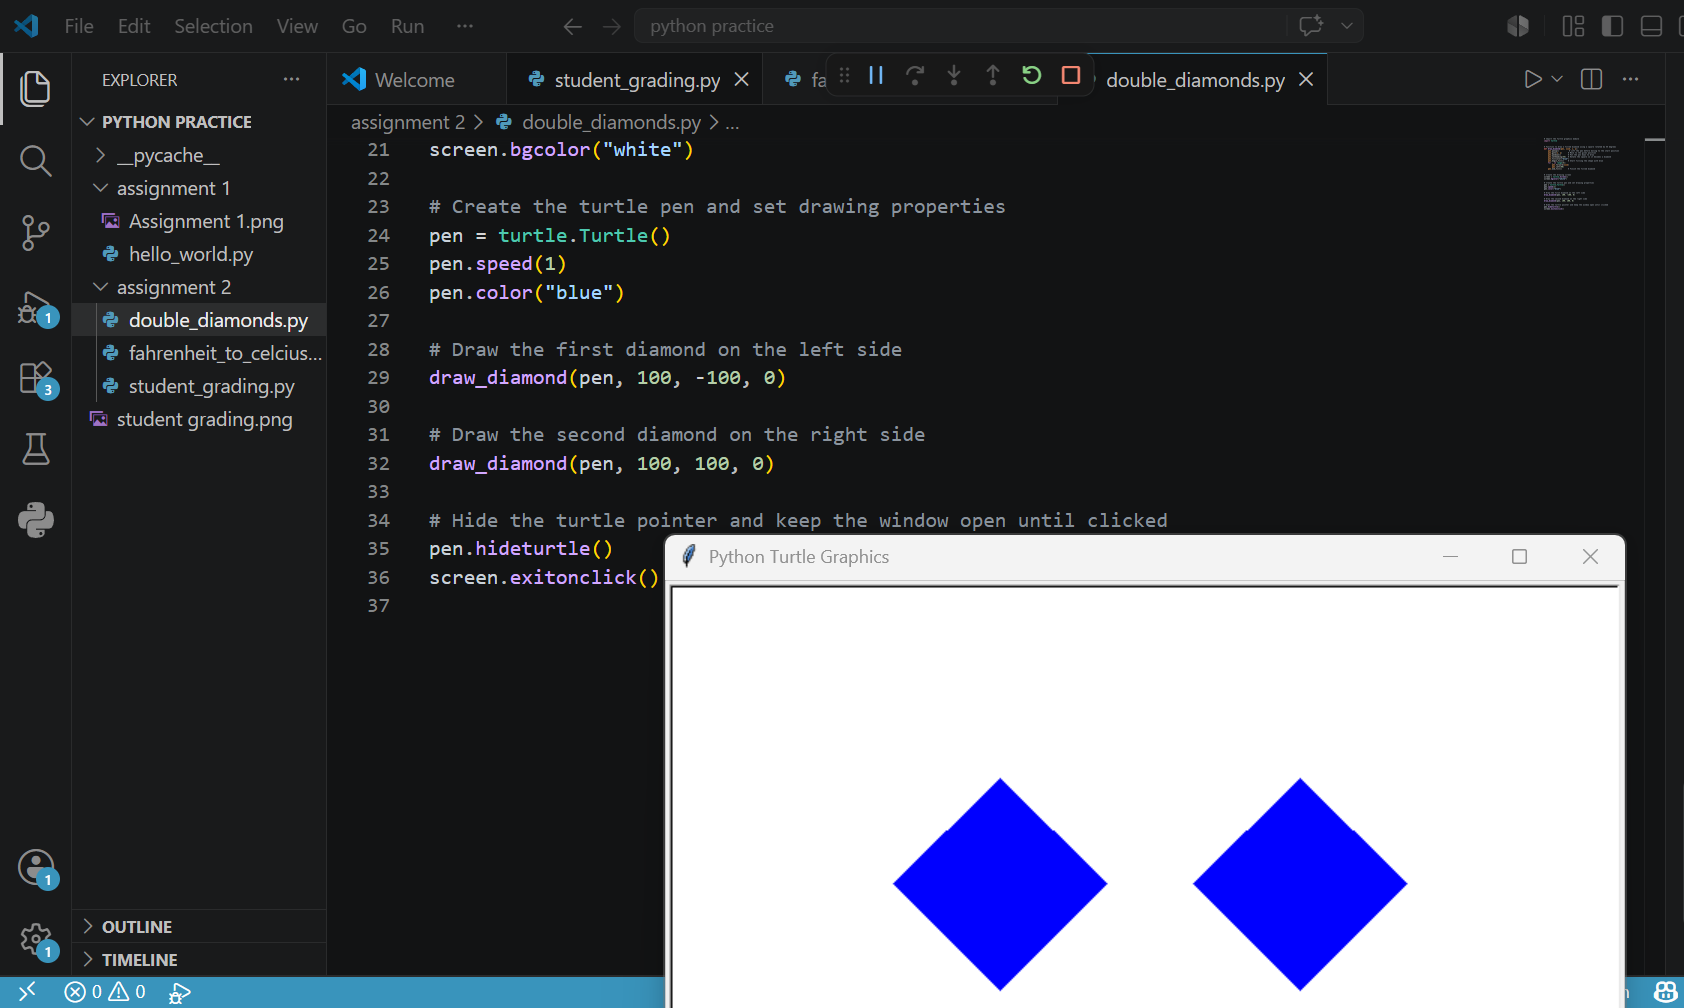 File Edit Selection View Go Run ···
python practice
EXPLORER ···
Welcome
student_grading.py
fa
double_diamonds.py
PYTHON PRACTICE
__pycache__
assignment 1
Assignment 1.png
hello_world.py
assignment 2
double_diamonds.py
fahrenheit_to_celcius...
student_grading.py
student grading.png
1
3
1
1
OUTLINE
TIMELINE
assignment 2 > double_diamonds.py > ...
21 screen.bgcolor("white")
22
23 # Create the turtle pen and set drawing properties
24 pen = turtle.Turtle()
25 pen.speed(1)
26 pen.color("blue")
27
28 # Draw the first diamond on the left side
29 draw_diamond(pen, 100, -100, 0)
30
31 # Draw the second diamond on the right side
32 draw_diamond(pen, 100, 100, 0)
33
34 # Hide the turtle pointer and keep the window open until clicked
35 pen.hideturtle()
36 screen.exitonclick()
37
Python Turtle Graphics
0 0